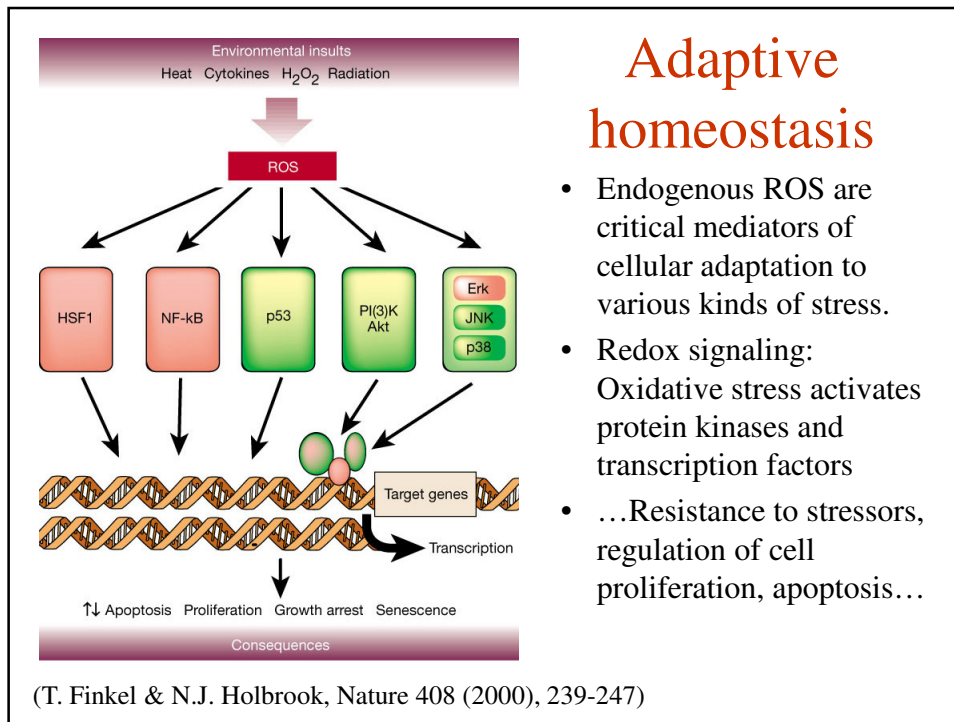 Environmental insults
Heat Cytokines H₂O₂ Radiation
ROS
HSF1
NF-kB
p53
PI(3)K
Akt
Erk
JNK
p38
Target genes
Transcription
↑↓ Apoptosis Proliferation Growth arrest Senescence
Consequences
Adaptive
homeostasis
• Endogenous ROS are
critical mediators of
cellular adaptation to
various kinds of stress.
• Redox signaling:
Oxidative stress activates
protein kinases and
transcription factors
• …Resistance to stressors,
regulation of cell
proliferation, apoptosis…
(T. Finkel & N.J. Holbrook, Nature 408 (2000), 239-247)